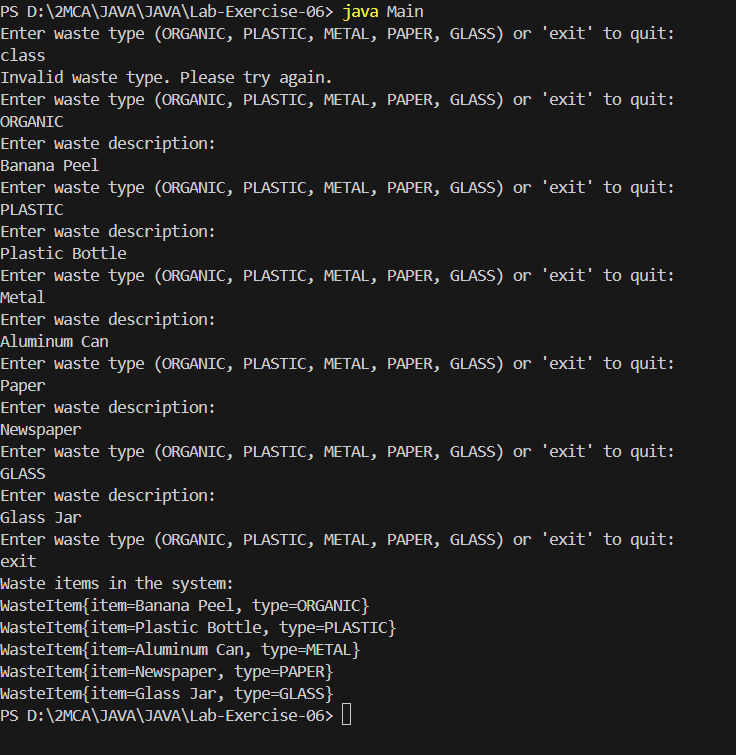 PS D:\2MCA\JAVA\JAVA\Lab-Exercise-06> java Main
Enter waste type (ORGANIC, PLASTIC, METAL, PAPER, GLASS) or 'exit' to quit:
class
Invalid waste type. Please try again.
Enter waste type (ORGANIC, PLASTIC, METAL, PAPER, GLASS) or 'exit' to quit:
ORGANIC
Enter waste description:
Banana Peel
Enter waste type (ORGANIC, PLASTIC, METAL, PAPER, GLASS) or 'exit' to quit:
PLASTIC
Enter waste description:
Plastic Bottle
Enter waste type (ORGANIC, PLASTIC, METAL, PAPER, GLASS) or 'exit' to quit:
Metal
Enter waste description:
Aluminum Can
Enter waste type (ORGANIC, PLASTIC, METAL, PAPER, GLASS) or 'exit' to quit:
Paper
Enter waste description:
Newspaper
Enter waste type (ORGANIC, PLASTIC, METAL, PAPER, GLASS) or 'exit' to quit:
GLASS
Enter waste description:
Glass Jar
Enter waste type (ORGANIC, PLASTIC, METAL, PAPER, GLASS) or 'exit' to quit:
exit
Waste items in the system:
WasteItem{item=Banana Peel, type=ORGANIC}
WasteItem{item=Plastic Bottle, type=PLASTIC}
WasteItem{item=Aluminum Can, type=METAL}
WasteItem{item=Newspaper, type=PAPER}
WasteItem{item=Glass Jar, type=GLASS}
PS D:\2MCA\JAVA\JAVA\Lab-Exercise-06>